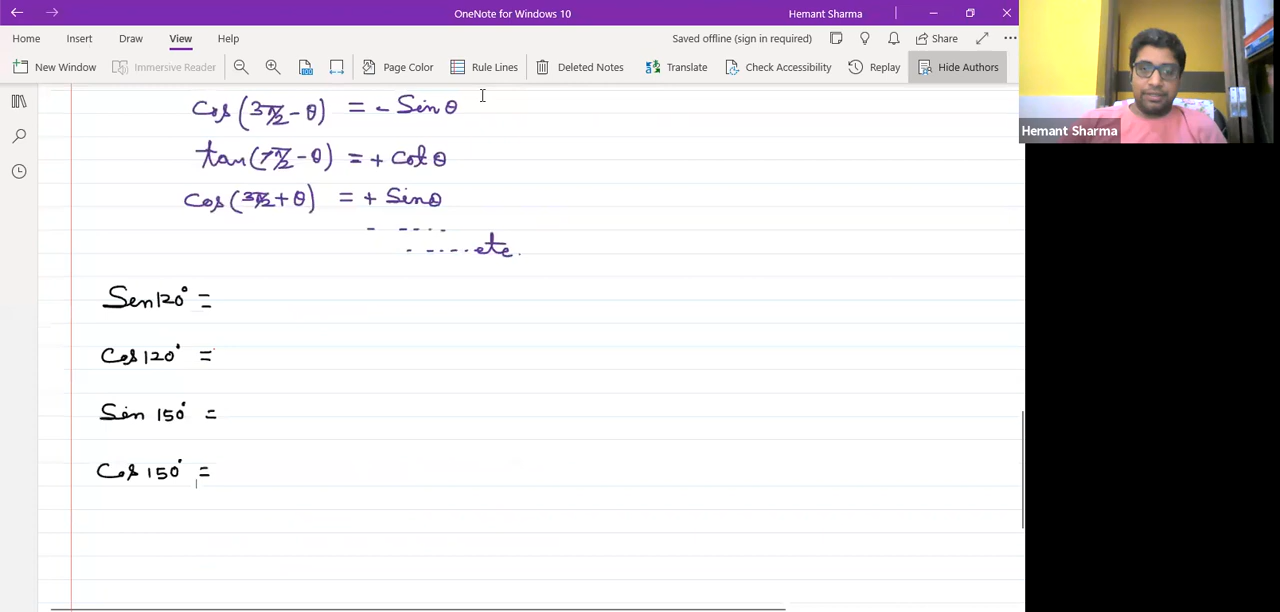 OneNote for Windows 10
Hemant Sharma
Home Insert Draw View Help
Saved offline (sign in required) Share
New Window Immersive Reader Page Color Rule Lines Deleted Notes Translate Check Accessibility Replay Hide Authors
Cos(3π/2 - θ) = - Sin θ
tan(7π/2 - θ) = + Cot θ
Cos(3π/2 + θ) = + Sinθ
- ----
- ----etc.
Sin120° =
Cos120° =
Sin 150° =
Cos 150° =
Hemant Sharma